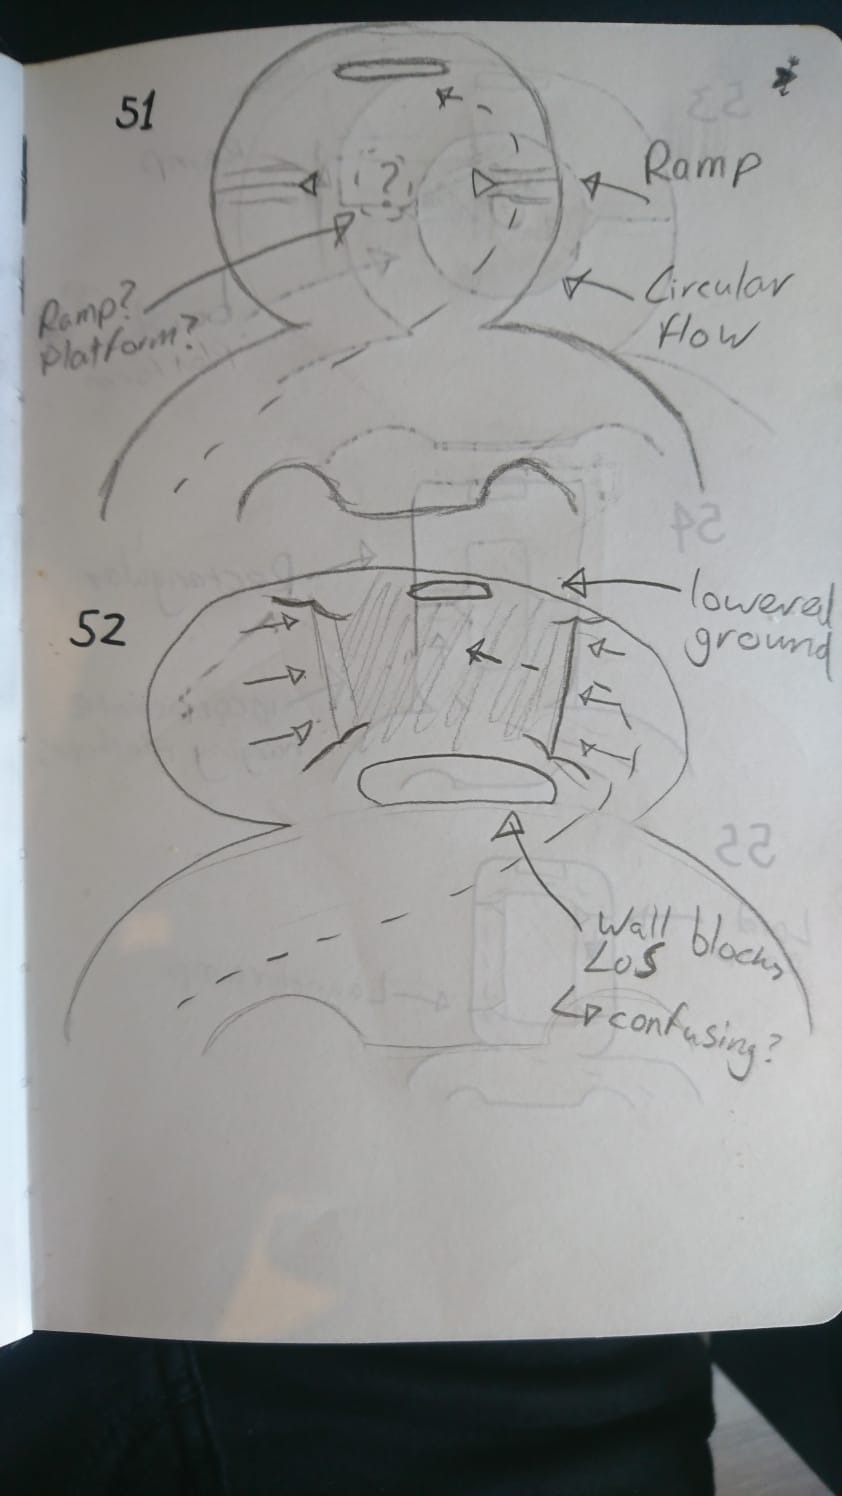 51
?
Ramp
Ramp?
Platform?
Circular
flow
52
lowered
ground
Wall blocks
LoS
confusing?